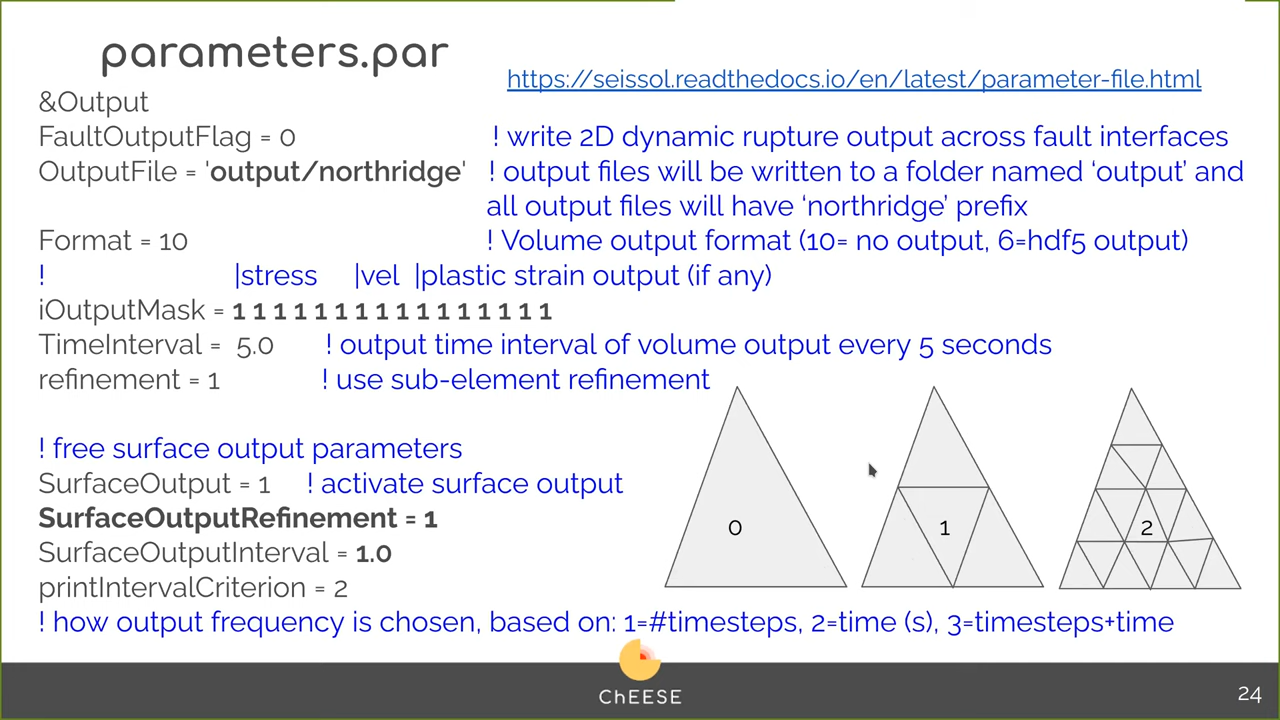 parameters.par
https://seissol.readthedocs.io/en/latest/parameter-file.html
&Output
FaultOutputFlag = 0 ! write 2D dynamic rupture output across fault interfaces
OutputFile = 'output/northridge' ! output files will be written to a folder named ‘output’ and
all output files will have ‘northridge’ prefix
Format = 10 ! Volume output format (10= no output, 6=hdf5 output)
! |stress |vel |plastic strain output (if any)
iOutputMask = 1 1 1 1 1 1 1 1 1 1 1 1 1 1 1 1
TimeInterval = 5.0 ! output time interval of volume output every 5 seconds
refinement = 1 ! use sub-element refinement
! free surface output parameters
SurfaceOutput = 1 ! activate surface output
SurfaceOutputRefinement = 1
0 1 2
SurfaceOutputInterval = 1.0
printIntervalCriterion = 2
! how output frequency is chosen, based on: 1=#timesteps, 2=time (s), 3=timesteps+time
ChEESE
24